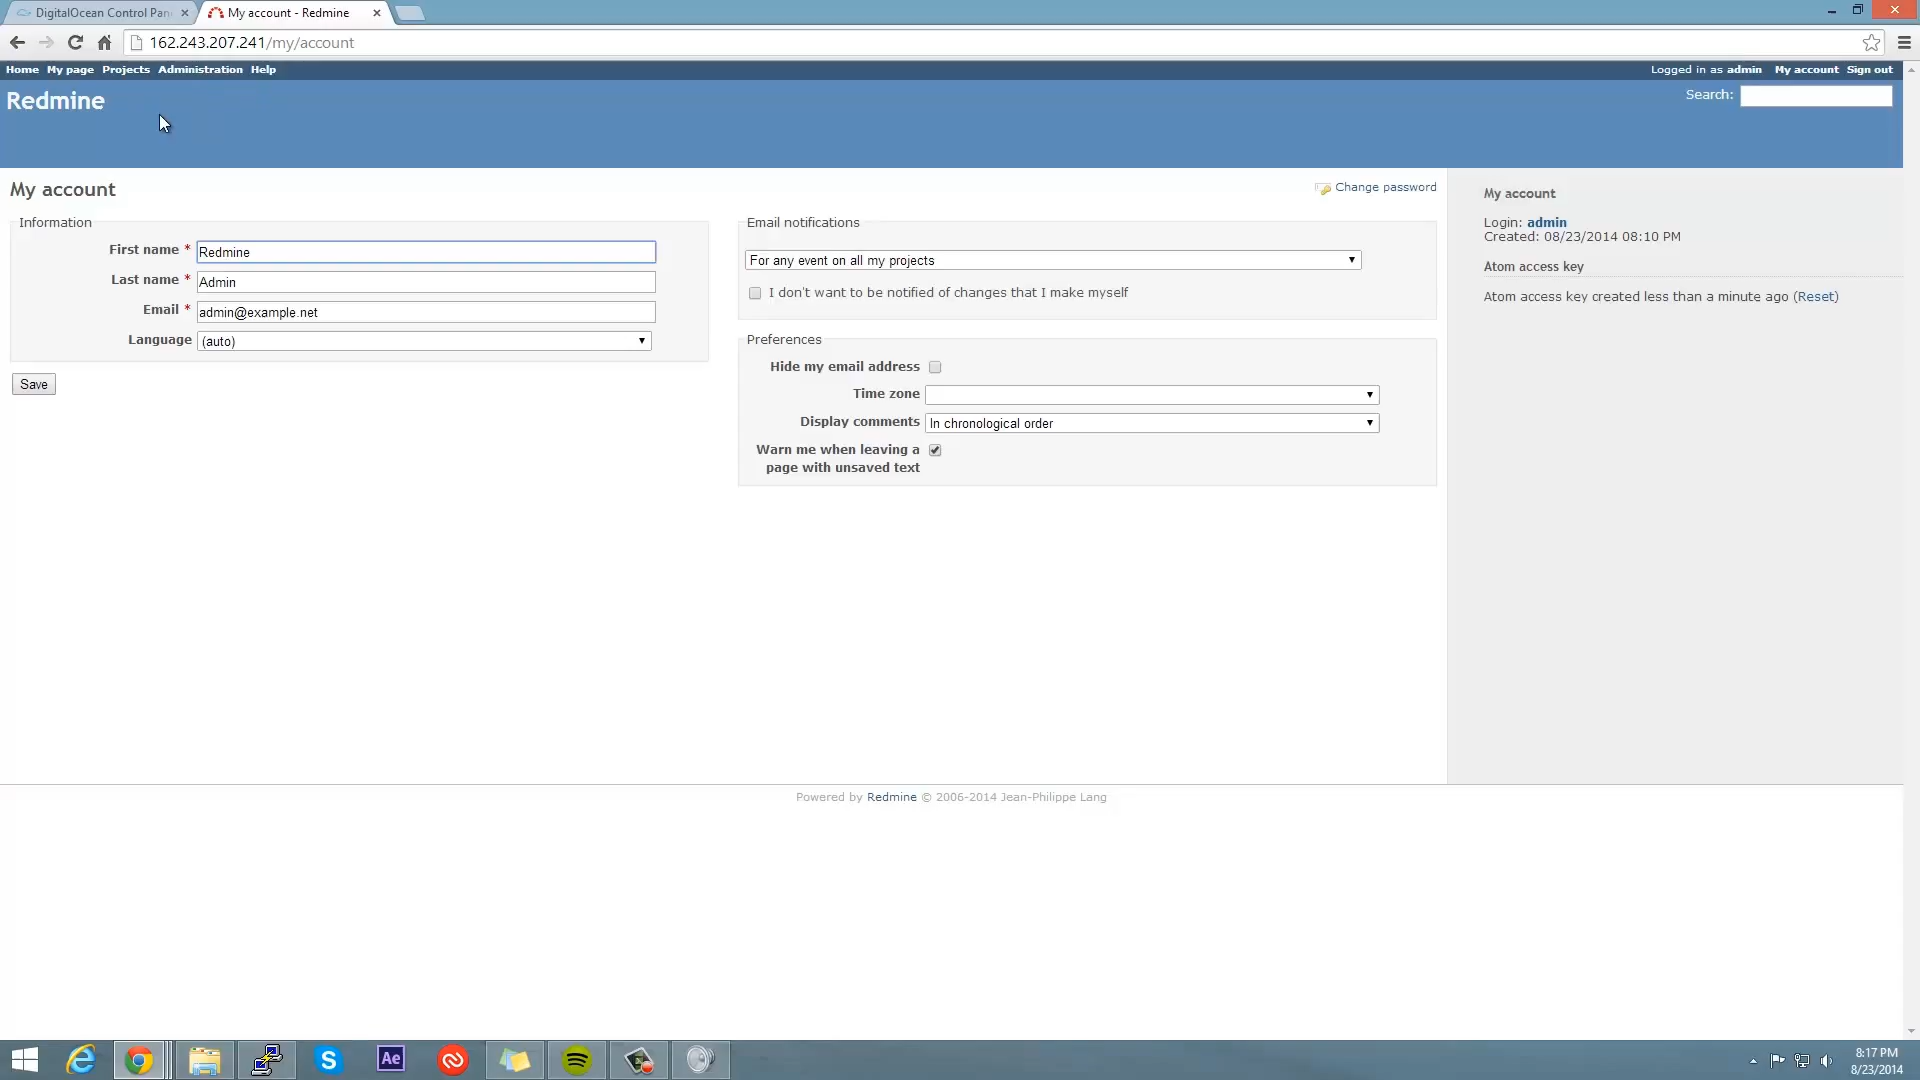 DigitalOcean Control Pan
My account - Redmine
162.243.207.241/my/account
Home My page Projects Administration Help
Logged in as admin My account Sign out
Redmine
Search:
My account
Change password
Information
First name * Redmine
Last name * Admin
Email * admin@example.net
Language (auto)
Save
Email notifications
For any event on all my projects
I don't want to be notified of changes that I make myself
Preferences
Hide my email address
Time zone
Display comments In chronological order
Warn me when leaving a
page with unsaved text
My account
Login: admin
Created: 08/23/2014 08:10 PM
Atom access key
Atom access key created less than a minute ago (Reset)
Powered by Redmine © 2006-2014 Jean-Philippe Lang
Ae
8:17 PM
8/23/2014